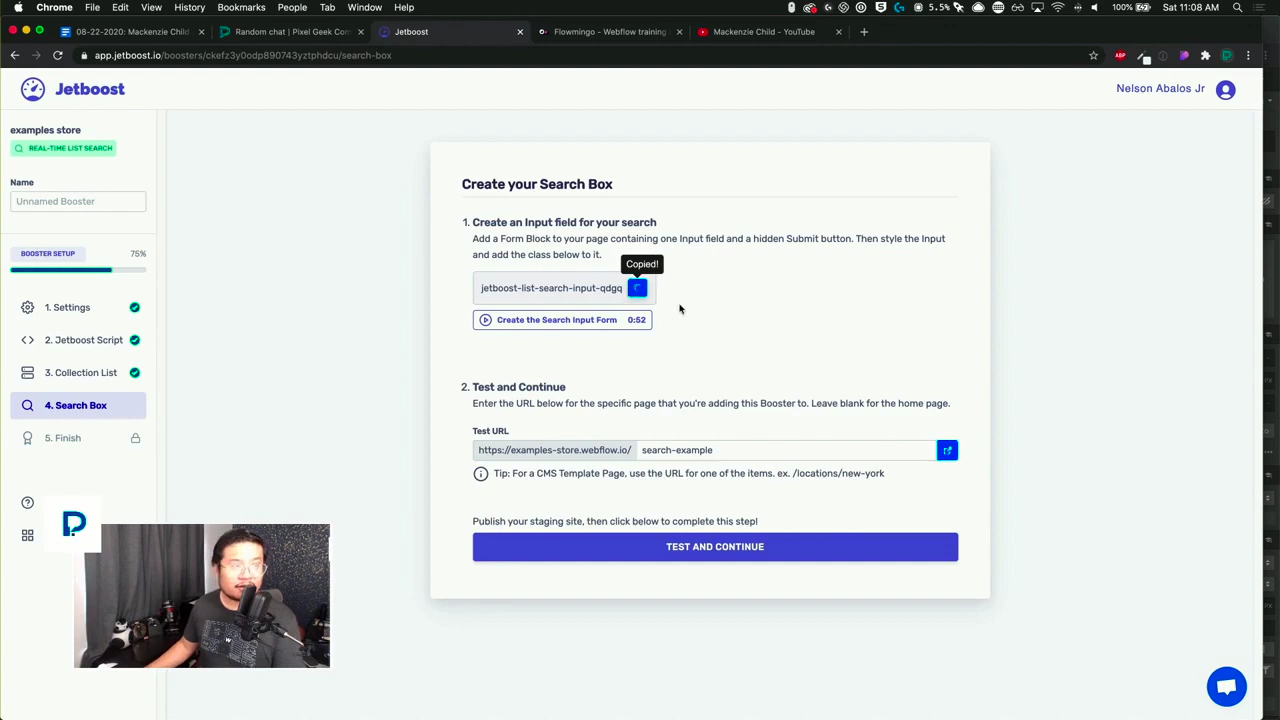 Chrome File Edit View History Bookmarks People Tab Window Help
5.5% 100% Sat 11:08 AM
08-22-2020: Mackenzie Child
Random chat | Pixel Geek Com
Jetboost
Flowmingo - Webflow training
Mackenzie Child - YouTube
app.jetboost.io/boosters/ckefz3y0odp890743yztphdcu/search-box
ABP
Jetboost
Nelson Abalos Jr
examples store
REAL-TIME LIST SEARCH
Name
Unnamed Booster
BOOSTER SETUP 75%
1. Settings
2. Jetboost Script
3. Collection List
4. Search Box
5. Finish
Create your Search Box
1. Create an Input field for your search
Add a Form Block to your page containing one Input field and a hidden Submit button. Then style the Input
and add the class below to it.
Copied!
jetboost-list-search-input-qdgq
Create the Search Input Form 0:52
2. Test and Continue
Enter the URL below for the specific page that you're adding this Booster to. Leave blank for the home page.
Test URL
https://examples-store.webflow.io/ search-example
Tip: For a CMS Template Page, use the URL for one of the items. ex. /locations/new-york
Publish your staging site, then click below to complete this step!
TEST AND CONTINUE